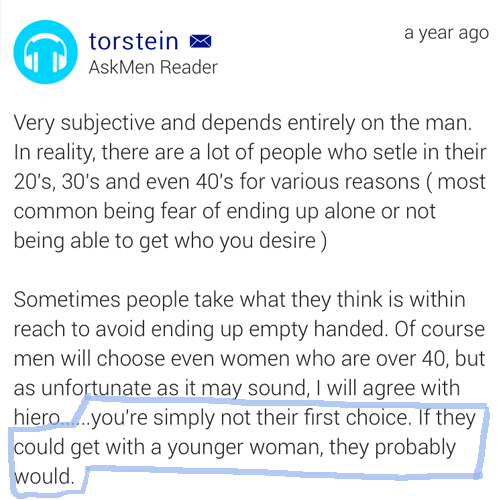 torstein
a year ago
AskMen Reader
Very subjective and depends entirely on the man.
In reality, there are a lot of people who setle in their
20's, 30's and even 40's for various reasons ( most
common being fear of ending up alone or not
being able to get who you desire )
Sometimes people take what they think is within
reach to avoid ending up empty handed. Of course
men will choose even women who are over 40, but
as unfortunate as it may sound, I will agree with
hiero......you're simply not their first choice. If they
could get with a younger woman, they probably
would.